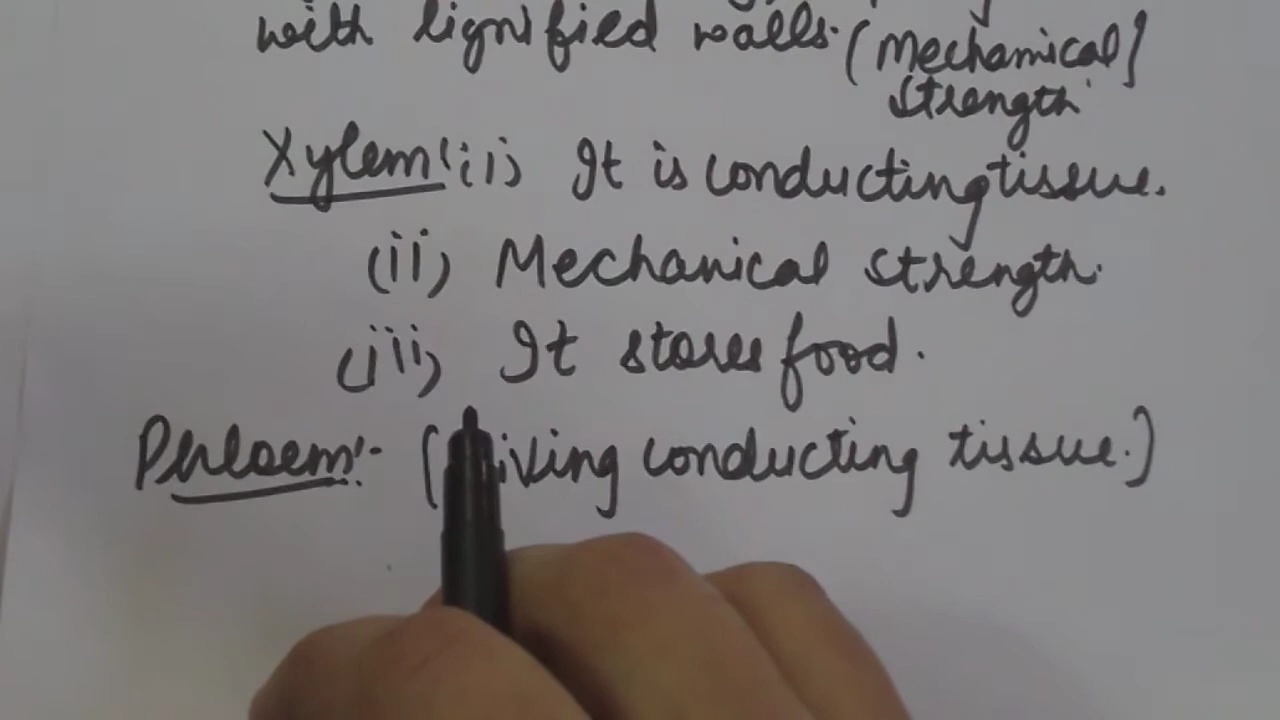 with lignified walls. (Mechanical
strength)
Xylem: (i) It is conducting tissue.
(ii) Mechanical strength.
(iii) It stores food.
Phloem:- (Living conducting tissue.)